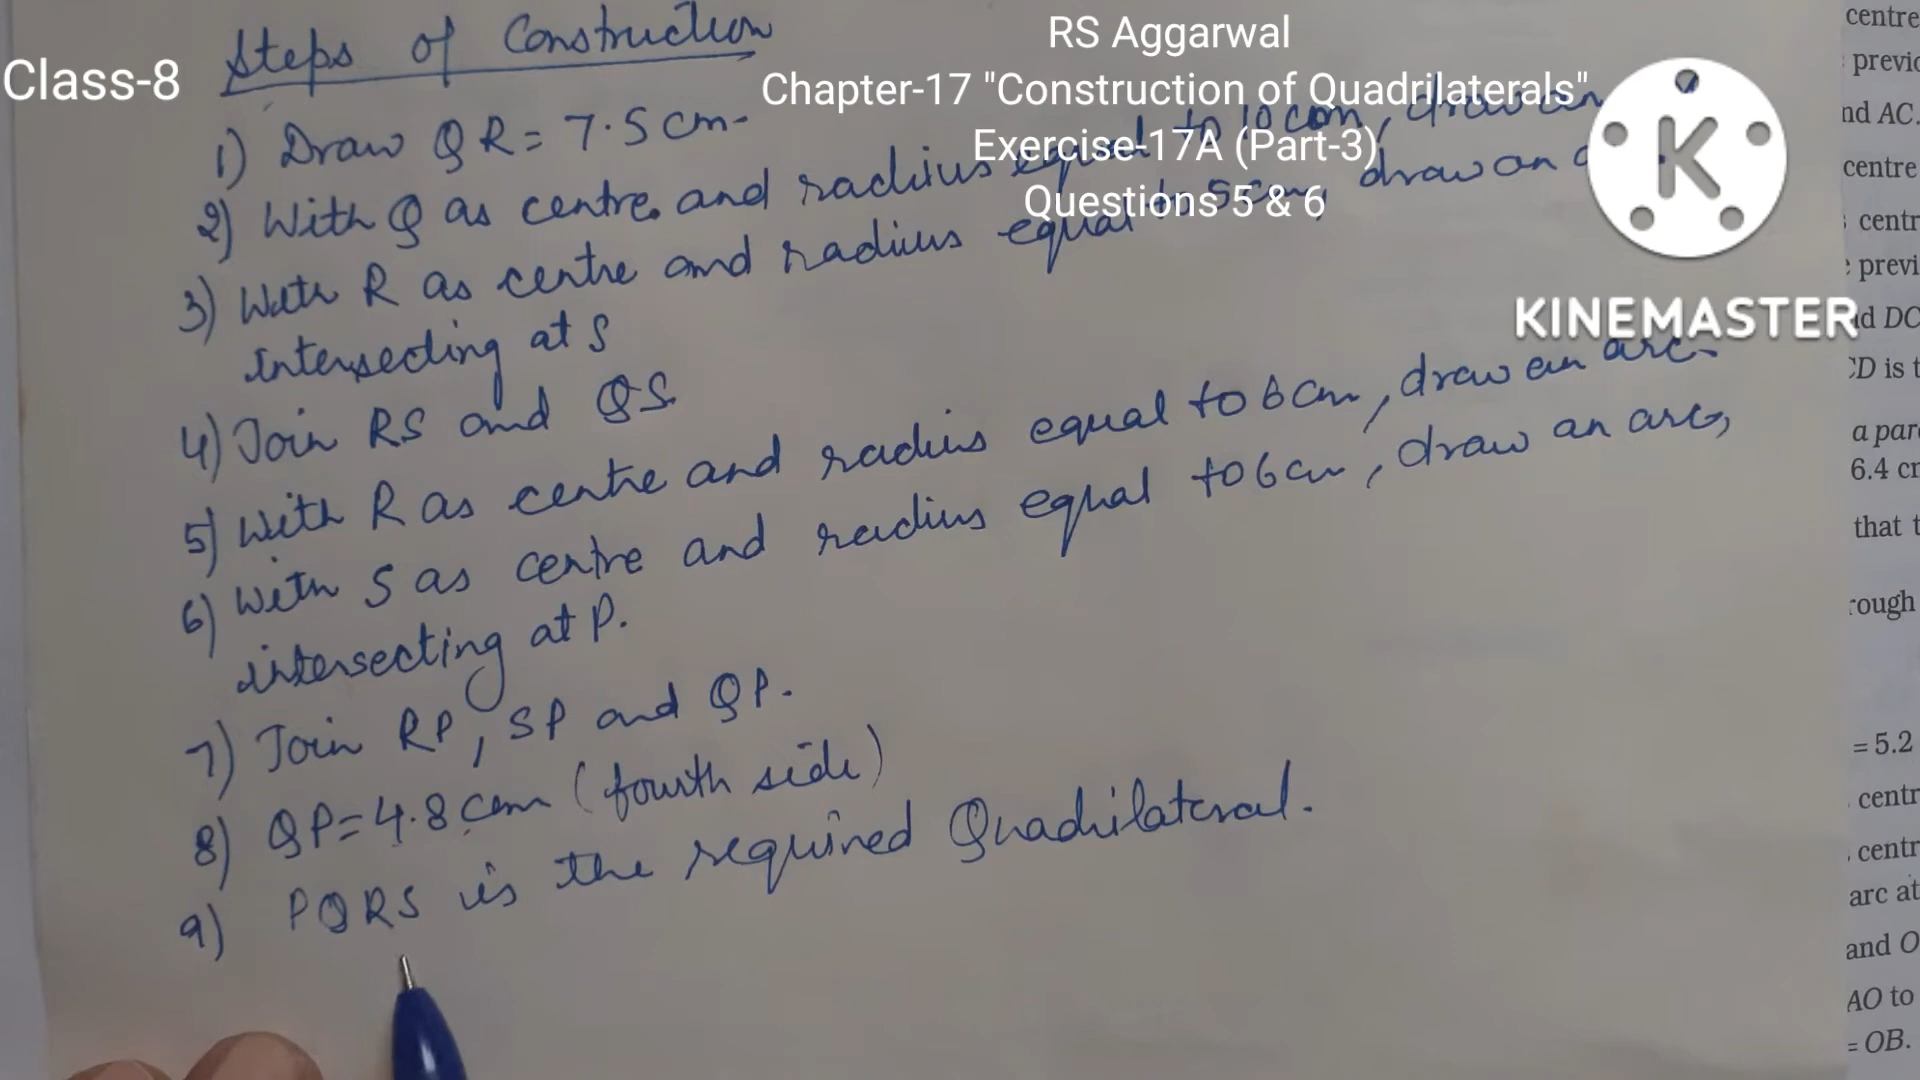 Class-8
RS Aggarwal
Chapter-17 "Construction of Quadrilaterals"
Exercise-17A (Part-3)
Questions 5 & 6
KINEMASTER
Steps of Construction
1) Draw QR = 7.5 cm.
2) With Q as centre and radius equal to 10 cm, draw an
3) With R as centre and radius equal to 5 cm, draw an
intersecting at S
4) Join RS and QS.
5) With R as centre and radius equal to 6 cm, draw an arc.
6) With S as centre and radius equal to 6 cm, draw an arc,
intersecting at P.
7) Join RP, SP and QP.
8) QP = 4.8 cm (fourth side)
9) PQRS is the required Quadrilateral.
centre
previo
nd AC.
centre
centr
previ
d DC
CD is t
a par
6.4 cr
that t
rough
= 5.2
centr
centr
arc at
and O
AO to
= OB.